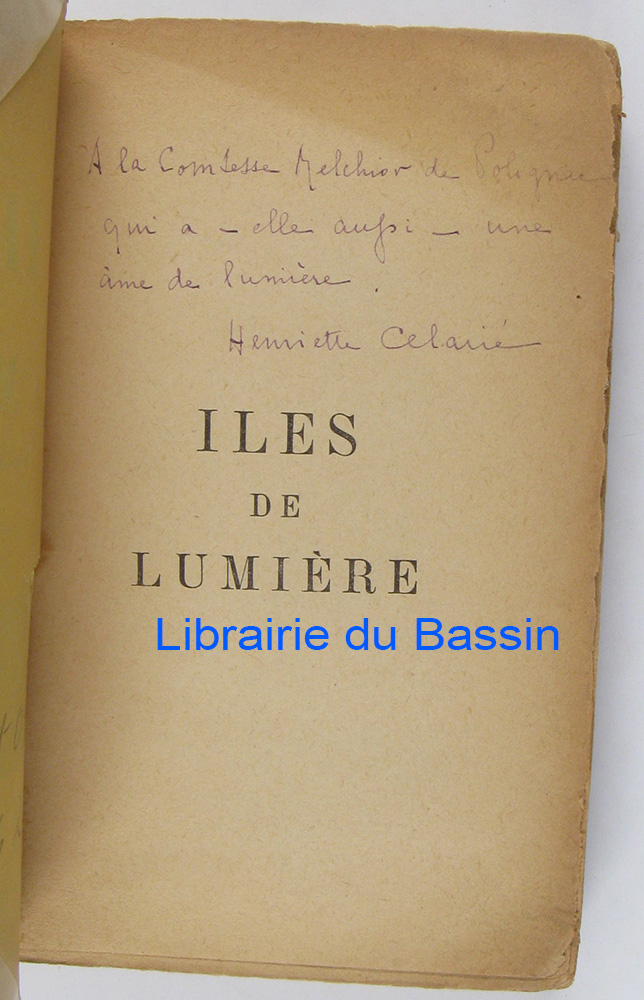 A la Comtesse Melchior de Polignac
qui a – elle aussi – une
âme de lumière.
Henriette Celarié
ILES
DE
LUMIÈRE
Librairie du Bassin